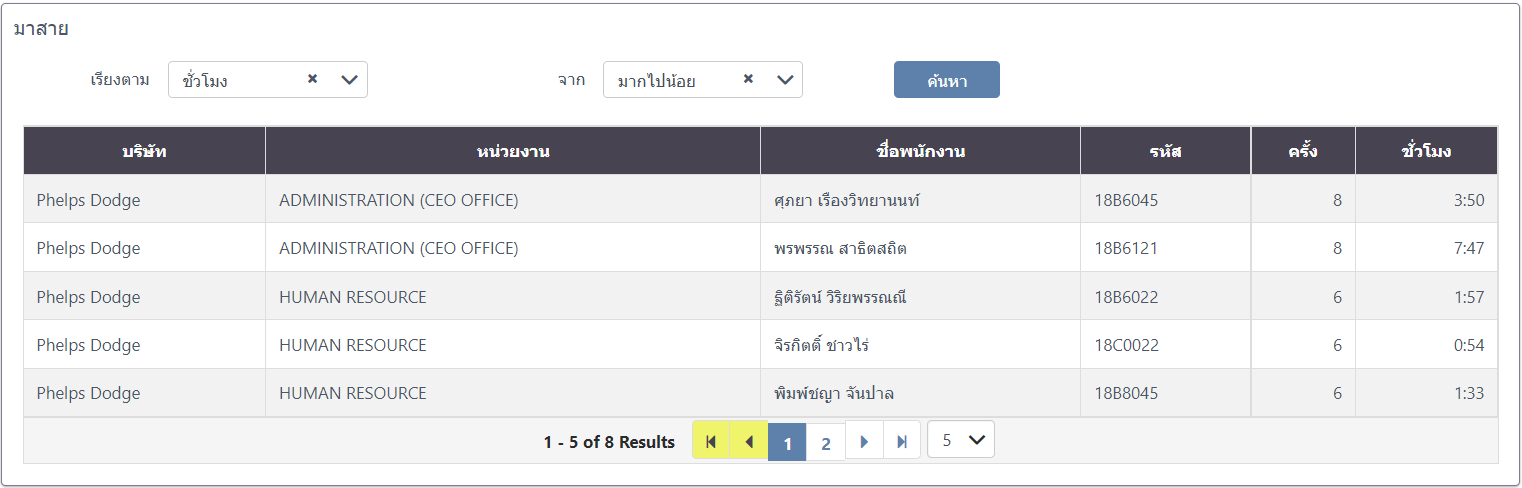 มาสาย
เรียงตาม ชั่วโมง จาก มากไปน้อย ค้นหา
บริษัท หน่วยงาน ชื่อพนักงาน รหัส ครั้ง ชั่วโมง
Phelps Dodge ADMINISTRATION (CEO OFFICE) ศุภยา เรืองวิทยานนท์ 18B6045 8 3:50
Phelps Dodge ADMINISTRATION (CEO OFFICE) พรพรรณ สาธิตสถิต 18B6121 8 7:47
Phelps Dodge HUMAN RESOURCE ฐิติรัตน์ วิริยพรรณณี 18B6022 6 1:57
Phelps Dodge HUMAN RESOURCE จิรกิตติ์ ชาวไร่ 18C0022 6 0:54
Phelps Dodge HUMAN RESOURCE พิมพ์ชญา จันปาล 18B8045 6 1:33
1 - 5 of 8 Results 1 2 5